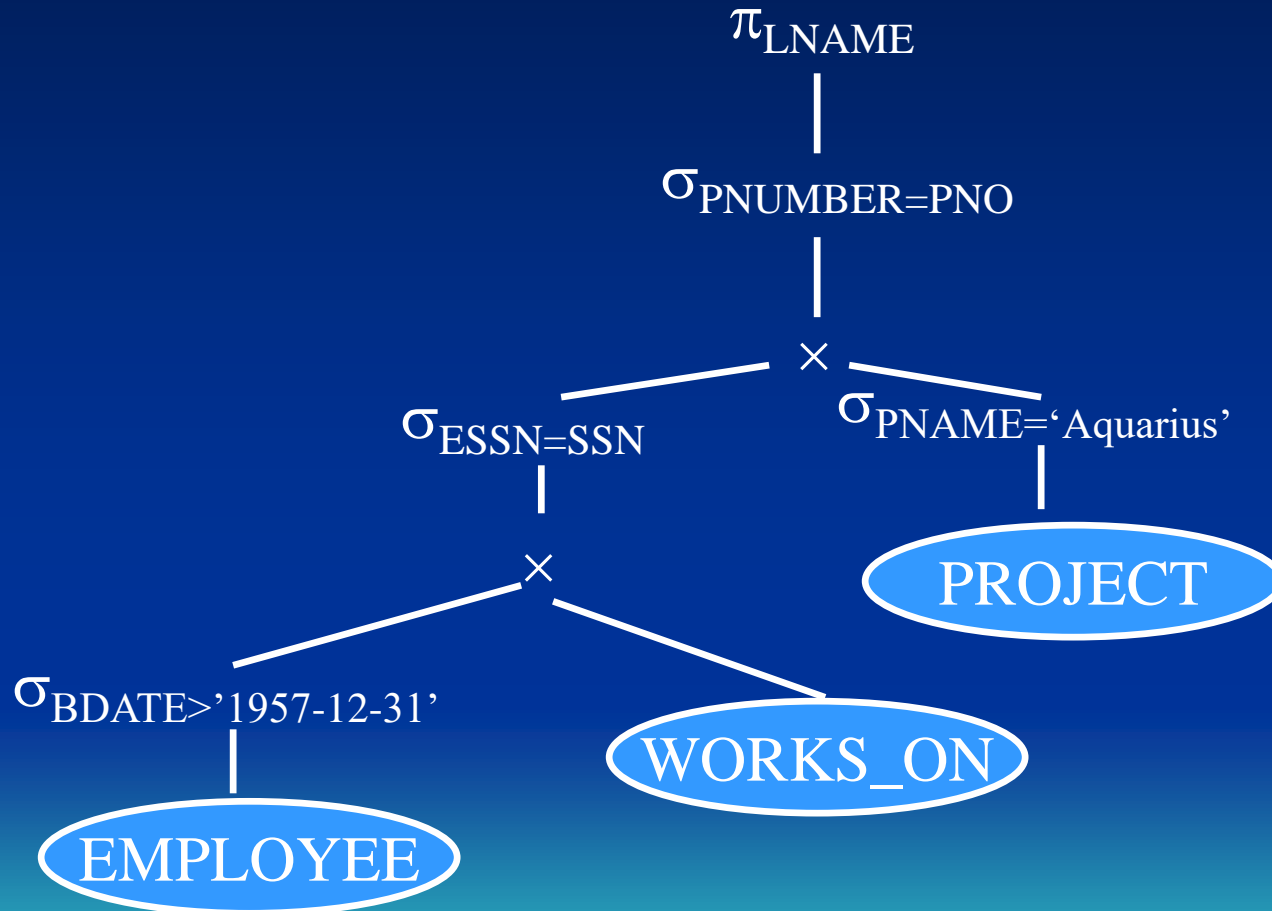 πLNAME
σPNUMBER=PNO
×
σESSN=SSN
σPNAME=‘Aquarius’
×
PROJECT
σBDATE>’1957-12-31’
WORKS_ON
EMPLOYEE